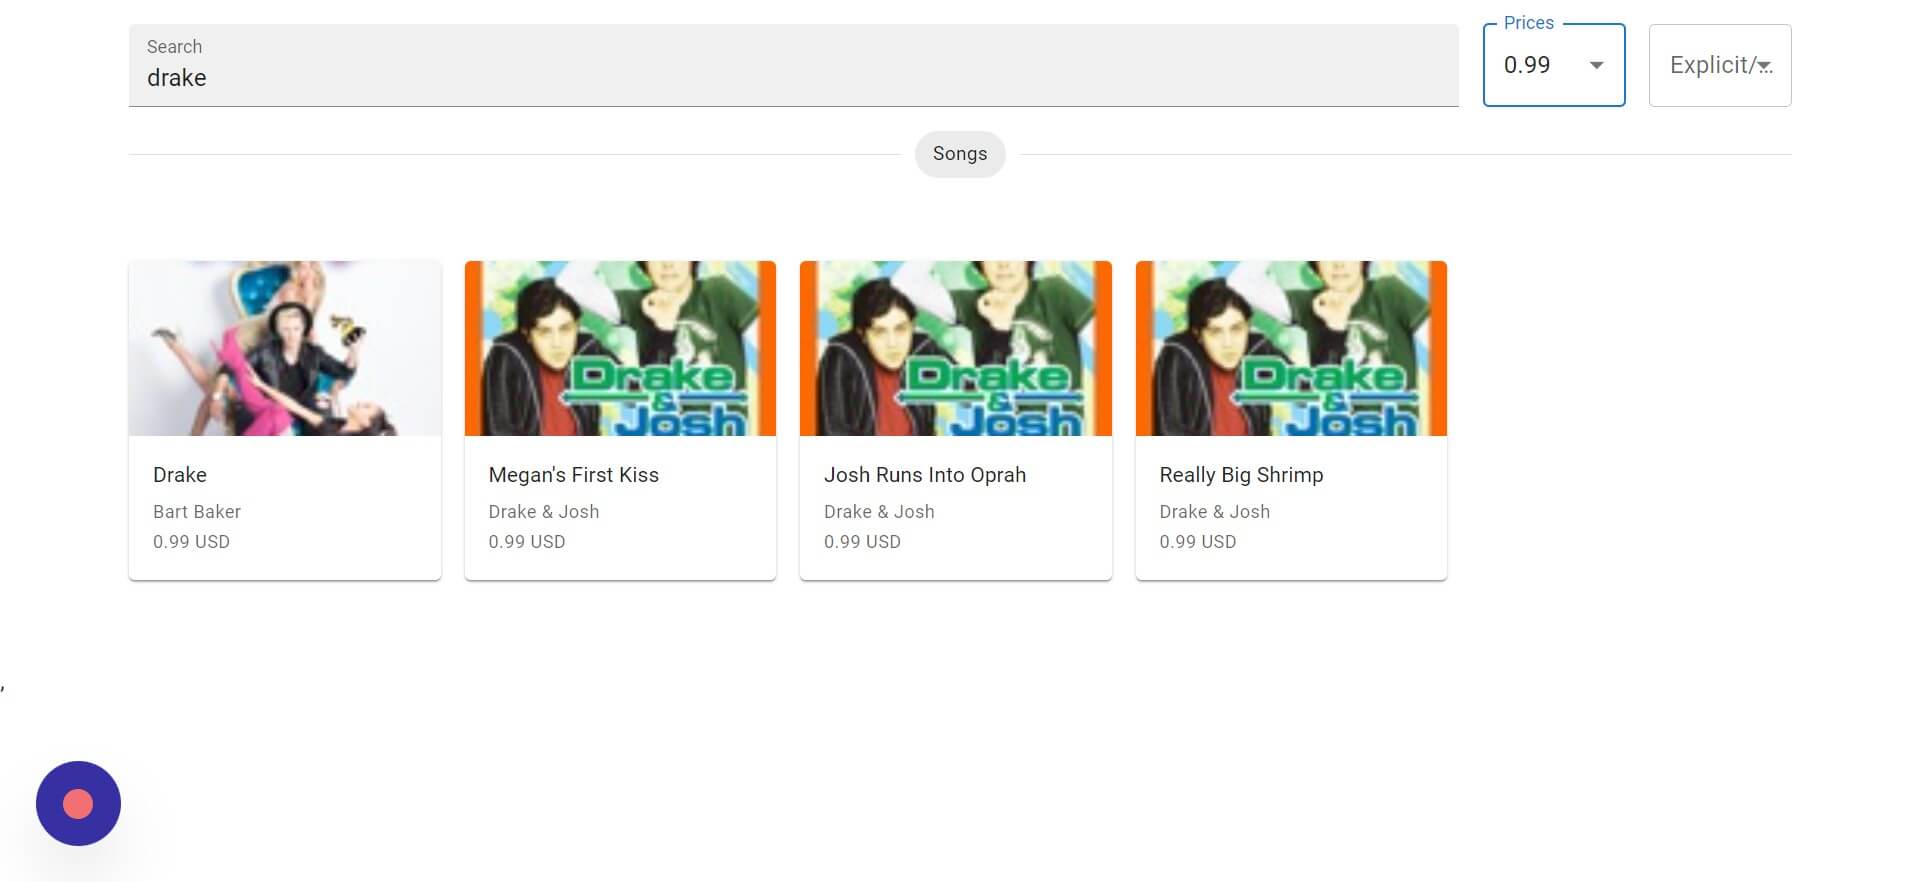 Search
drake
Prices
0.99
Explicit/...
Songs
Drake
&
Josh
Drake
&
Josh
Drake
&
Josh
Drake
Bart Baker
0.99 USD
Megan's First Kiss
Drake & Josh
0.99 USD
Josh Runs Into Oprah
Drake & Josh
0.99 USD
Really Big Shrimp
Drake & Josh
0.99 USD
,